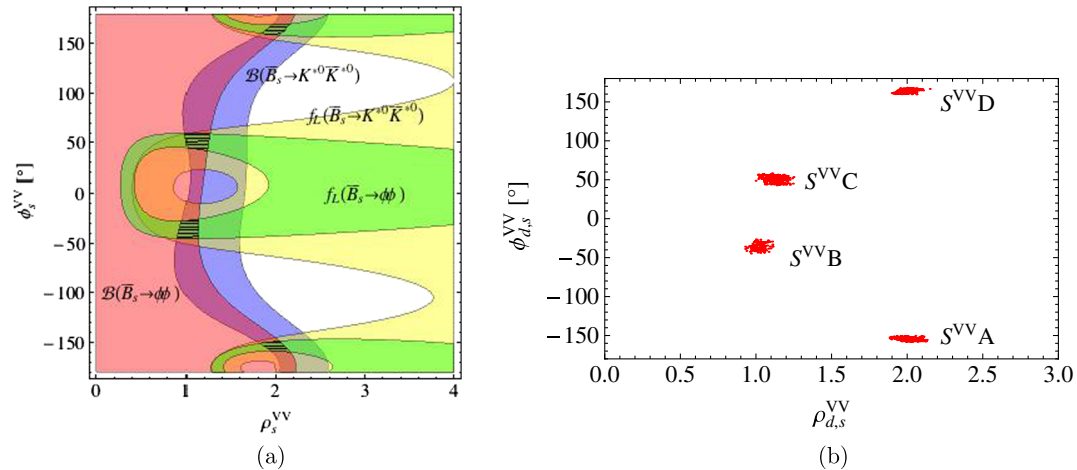 150
100
50
0
−50
−100
−150
ϕ_s^VV [°]
ℬ(B̅_s→K*⁰K̅*⁰)
f_L(B̅_s→K*⁰K̅*⁰)
f_L(B̅_s→ϕϕ)
ℬ(B̅_s→ϕϕ)
0 1 2 3 4
ρ_s^VV
(a)
150
100
50
0
−50
−100
−150
ϕ_{d,s}^VV [°]
S^VV D
S^VV C
S^VV B
S^VV A
0.0 0.5 1.0 1.5 2.0 2.5 3.0
ρ_{d,s}^VV
(b)